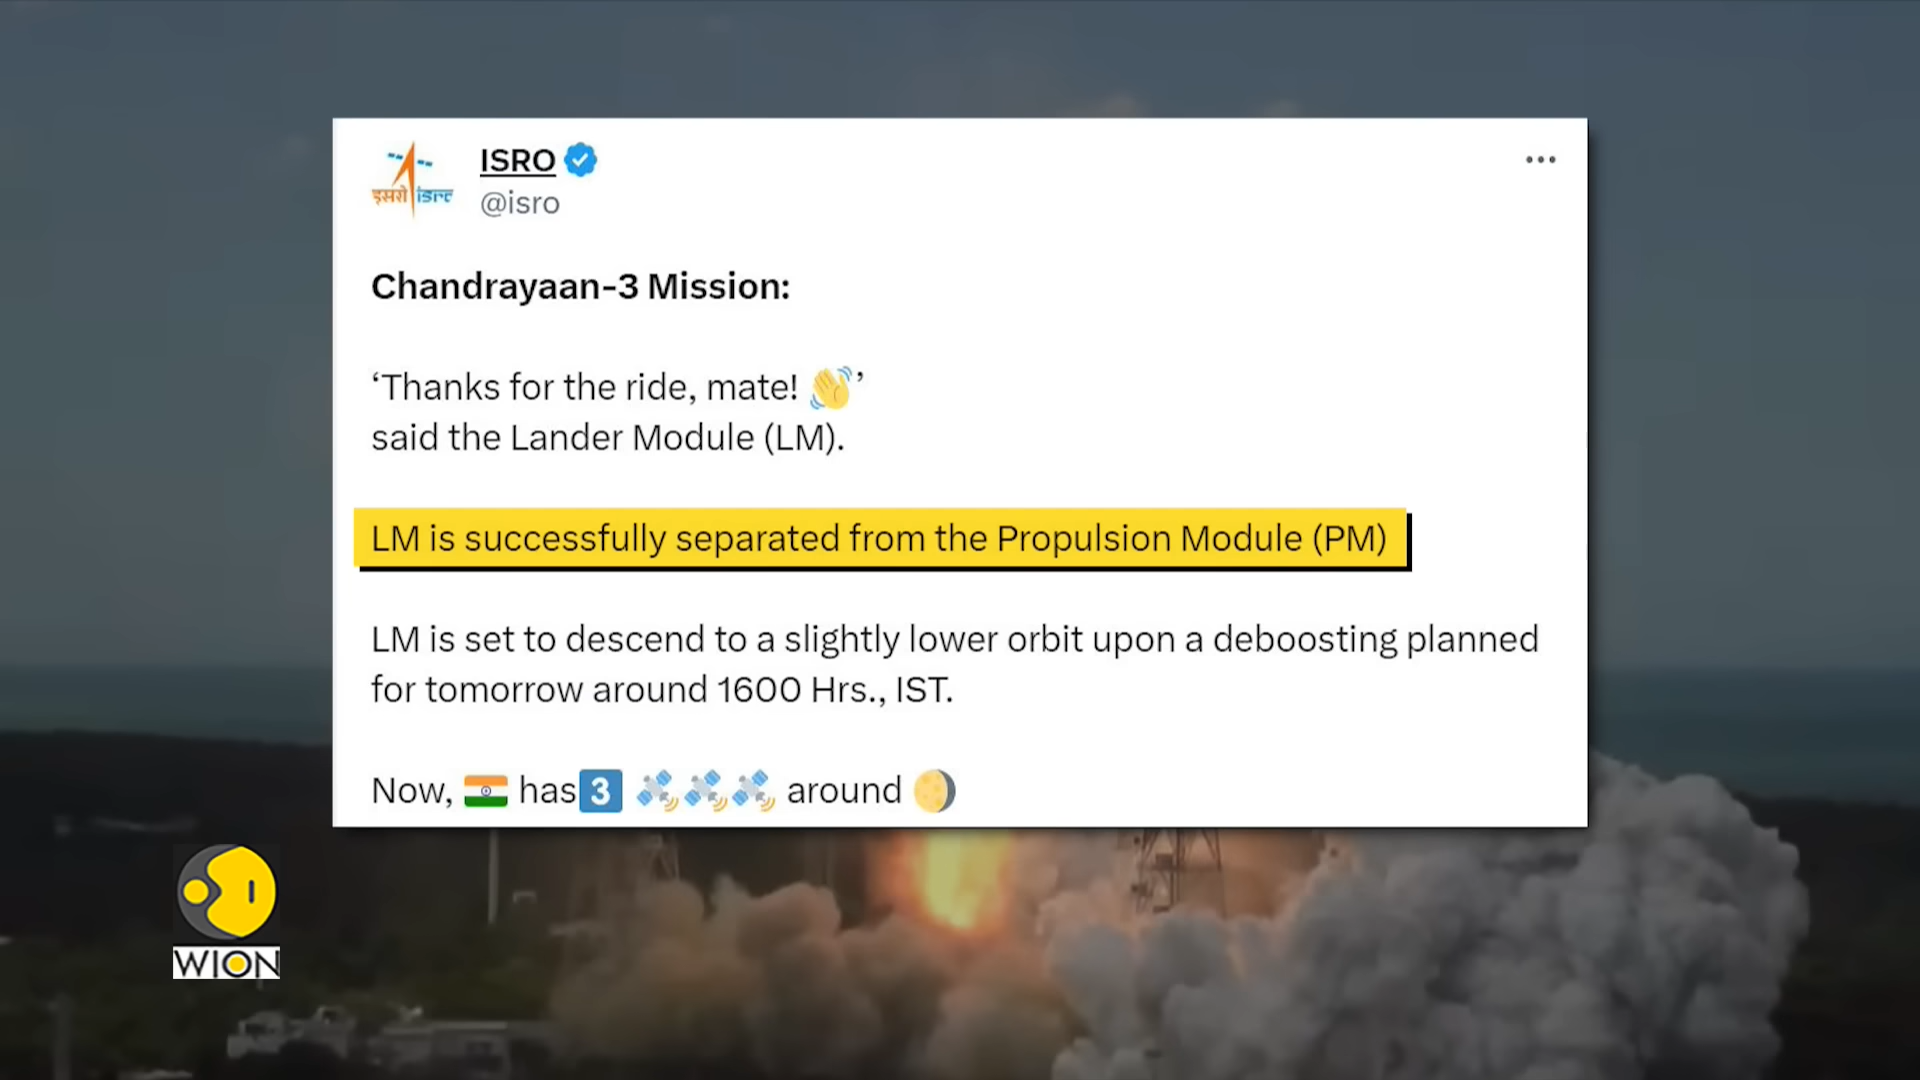 इसरो isro
ISRO
@isro
Chandrayaan-3 Mission:
‘Thanks for the ride, mate! 👋’
said the Lander Module (LM).
LM is successfully separated from the Propulsion Module (PM)
LM is set to descend to a slightly lower orbit upon a deboosting planned
for tomorrow around 1600 Hrs., IST.
Now, 🇮🇳 has 3️⃣ 🛰️🛰️🛰️ around 🌖
WION